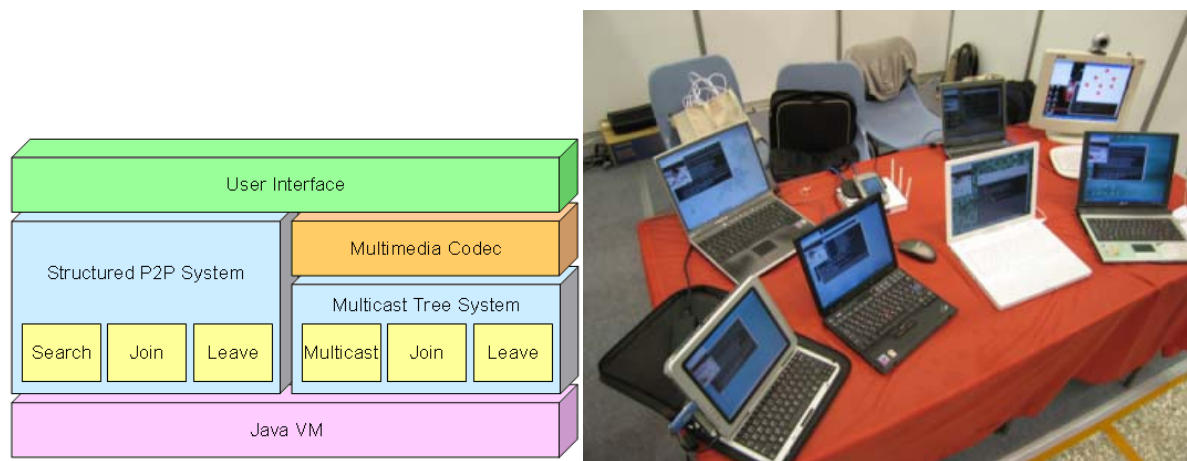 User Interface
Structured P2P System
Multimedia Codec
Multicast Tree System
Search
Join
Leave
Multicast
Join
Leave
Java VM